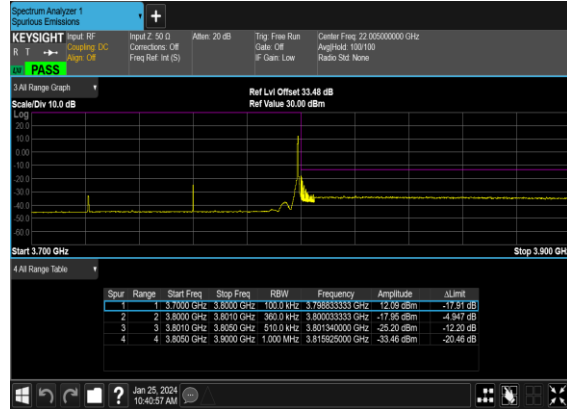 Spectrum Analyzer 1
Spurious Emissions
+
KEYSIGHT Input: RF Input Z: 50 Ω Atten: 20 dB Trig: Free Run Center Freq: 22.005000000 GHz
R T Coupling: DC Corrections: Off Gate: Off Avg|Hold: 100/100
Align: Off Freq Ref: Int (S) IF Gain: Low Radio Std: None
PASS
3 All Range Graph
Ref Lvl Offset 33.48 dB
Scale/Div 10.0 dB Ref Value 30.00 dBm
Log
20.0
10.0
0.00
-10.0
-20.0
-30.0
-40.0
-50.0
-60.0
Start 3.700 GHz Stop 3.900 GH
4 All Range Table
Spur Range Start Freq Stop Freq RBW Frequency Amplitude ΔLimit
1 1 3.7000 GHz 3.8000 GHz 100.0 kHz 3.798833333 GHz 12.09 dBm -17.91 dB
2 2 3.8000 GHz 3.8010 GHz 360.0 kHz 3.800033333 GHz -17.95 dBm -4.947 dB
3 3 3.8010 GHz 3.8050 GHz 510.0 kHz 3.801340000 GHz -25.20 dBm -12.20 dB
4 4 3.8050 GHz 3.9000 GHz 1.000 MHz 3.815925000 GHz -33.46 dBm -20.46 dB
? Jan 25, 2024
10:40:57 AM